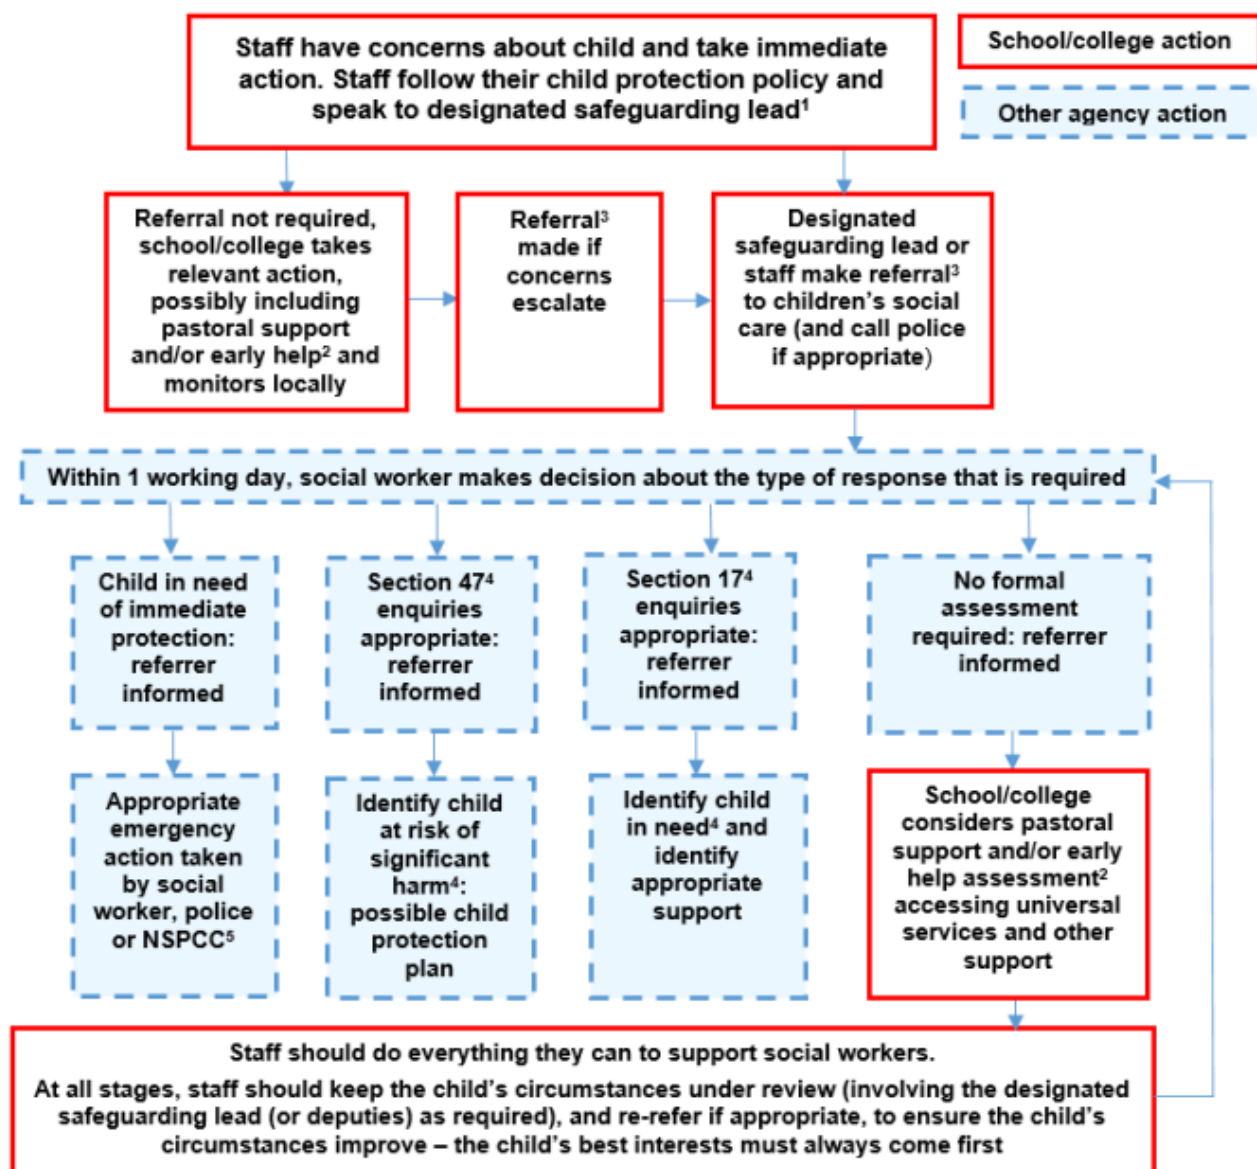 Staff have concerns about child and take immediate
action. Staff follow their child protection policy and
speak to designated safeguarding lead¹
School/college action
Other agency action
Referral not required,
school/college takes
relevant action,
possibly including
pastoral support
and/or early help² and
monitors locally
Referral³
made if
concerns
escalate
Designated
safeguarding lead or
staff make referral³
to children’s social
care (and call police
if appropriate)
Within 1 working day, social worker makes decision about the type of response that is required
Child in need
of immediate
protection:
referrer
informed
Section 47⁴
enquiries
appropriate:
referrer
informed
Section 17⁴
enquiries
appropriate:
referrer
informed
No formal
assessment
required: referrer
informed
Appropriate
emergency
action taken
by social
worker, police
or NSPCC⁵
Identify child
at risk of
significant
harm⁴:
possible child
protection
plan
Identify child
in need⁴ and
identify
appropriate
support
School/college
considers pastoral
support and/or early
help assessment²
accessing universal
services and other
support
Staff should do everything they can to support social workers.
At all stages, staff should keep the child’s circumstances under review (involving the designated
safeguarding lead (or deputies) as required), and re-refer if appropriate, to ensure the child’s
circumstances improve – the child’s best interests must always come first